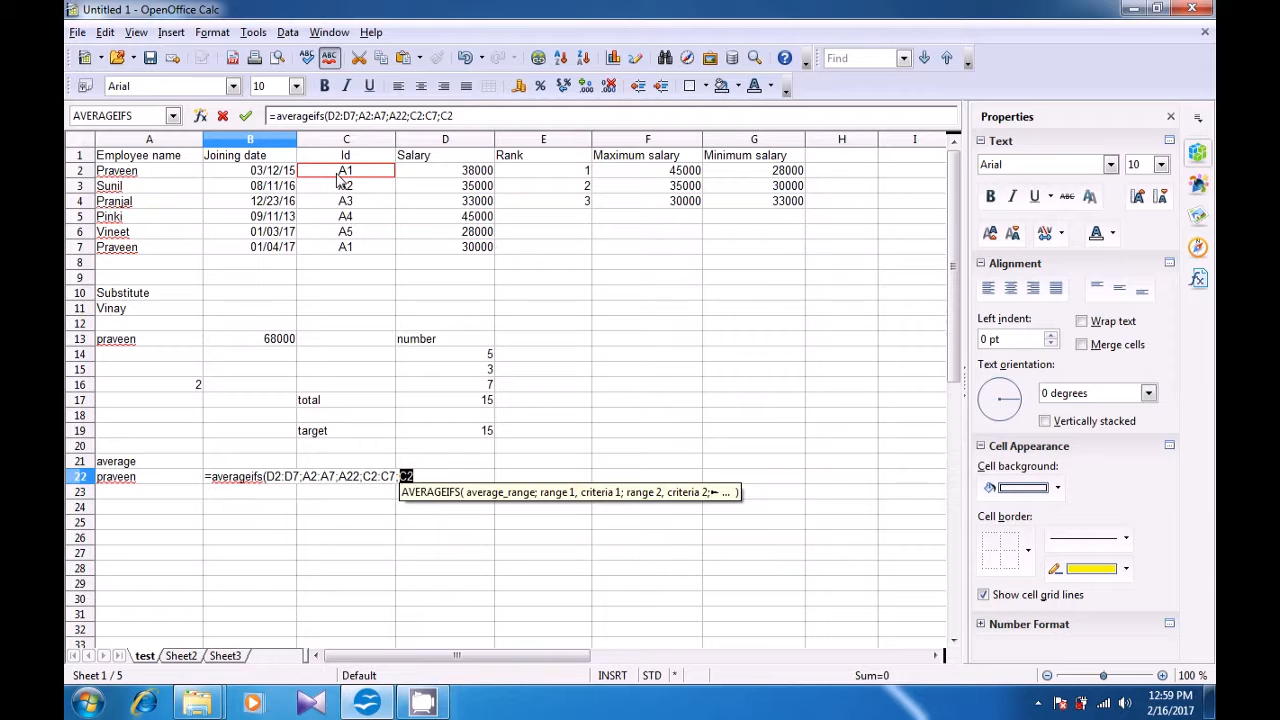 Untitled 1 - OpenOffice Calc
File Edit View Insert Format Tools Data Window Help
Find
Arial 10
AVERAGEIFS =averageifs(D2:D7;A2:A7;A22;C2:C7;C2
A B C D E F G H I
1 Employee name Joining date Id Salary Rank Maximum salary Minimum salary
2 Praveen 03/12/15 A1 38000 1 45000 28000
3 Sunil 08/11/16 A2 35000 2 35000 30000
4 Pranjal 12/23/16 A3 33000 3 30000 33000
5 Pinki 09/11/13 A4 45000
6 Vineet 01/03/17 A5 28000
7 Praveen 01/04/17 A1 30000
8
9
10 Substitute
11 Vinay
12
13 praveen 68000 number
14 5
15 3
16 2 7
17 total 15
18
19 target 15
20
21 average
22 praveen =averageifs(D2:D7;A2:A7;A22;C2:C7;C2
23 AVERAGEIFS( average_range; range 1, criteria 1; range 2, criteria 2; ... )
24
25
26
27
28
29
30
31
32
33
test Sheet2 Sheet3
Sheet 1 / 5 Default INSRT STD * Sum=0 100 %
Properties
Text
Arial 10
B I U ABC A
Alignment
Left indent:
0 pt
Wrap text
Merge cells
Text orientation:
0 degrees
Vertically stacked
Cell Appearance
Cell background:
Cell border:
Show cell grid lines
Number Format
12:59 PM
2/16/2017